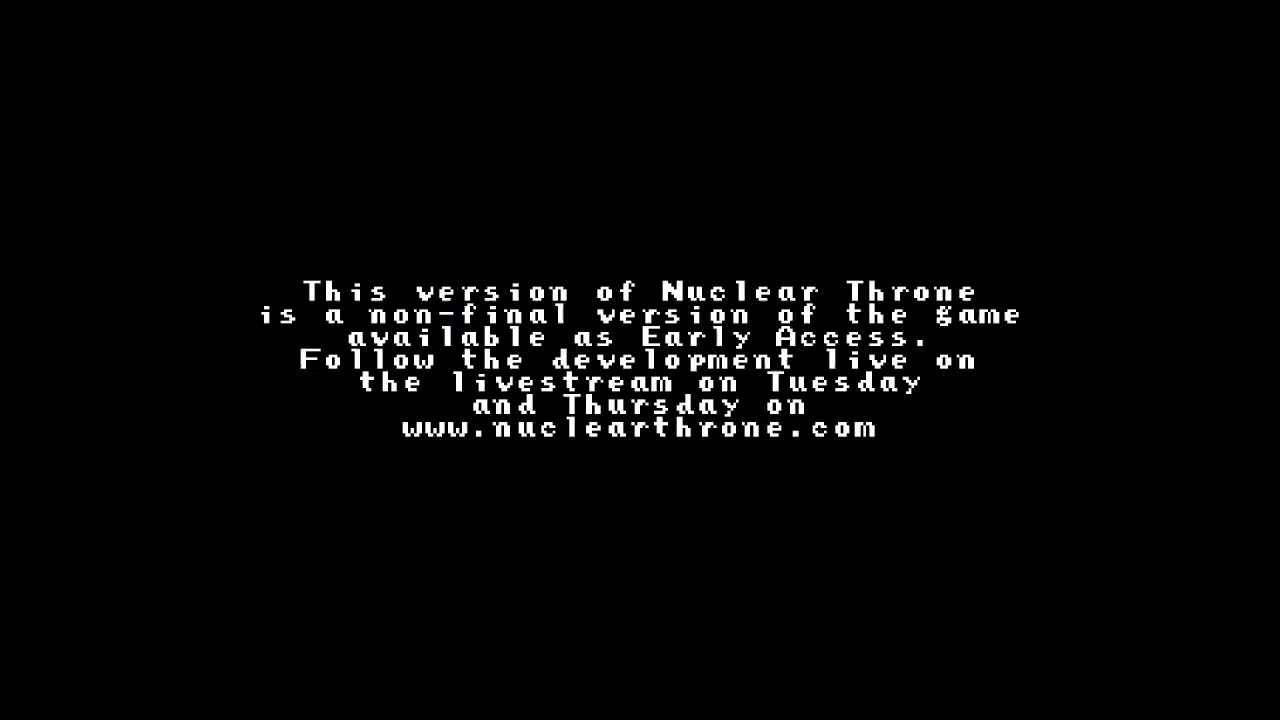 This version of Nuclear Throne
is a non-final version of the game
available as Early Access.
Follow the development live on
the livestream on Tuesday
and Thursday on
www.nuclearthrone.com